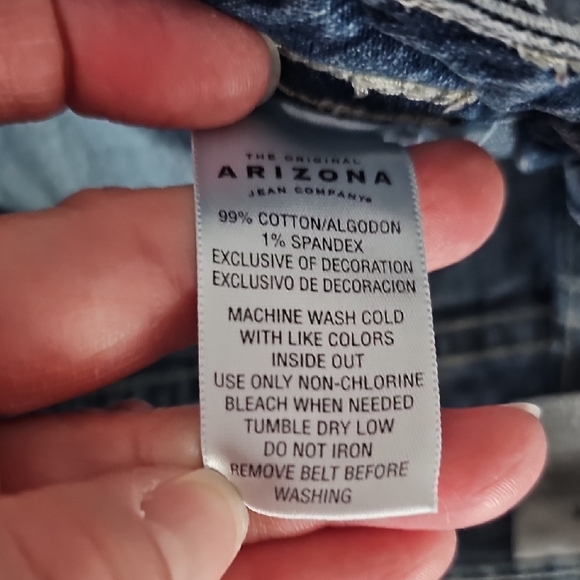 THE ORIGINAL
ARIZONA
JEAN COMPANY®
99% COTTON/ALGODON
1% SPANDEX
EXCLUSIVE OF DECORATION
EXCLUSIVO DE DECORACION
MACHINE WASH COLD
WITH LIKE COLORS
INSIDE OUT
USE ONLY NON-CHLORINE
BLEACH WHEN NEEDED
TUMBLE DRY LOW
DO NOT IRON
REMOVE BELT BEFORE
WASHING